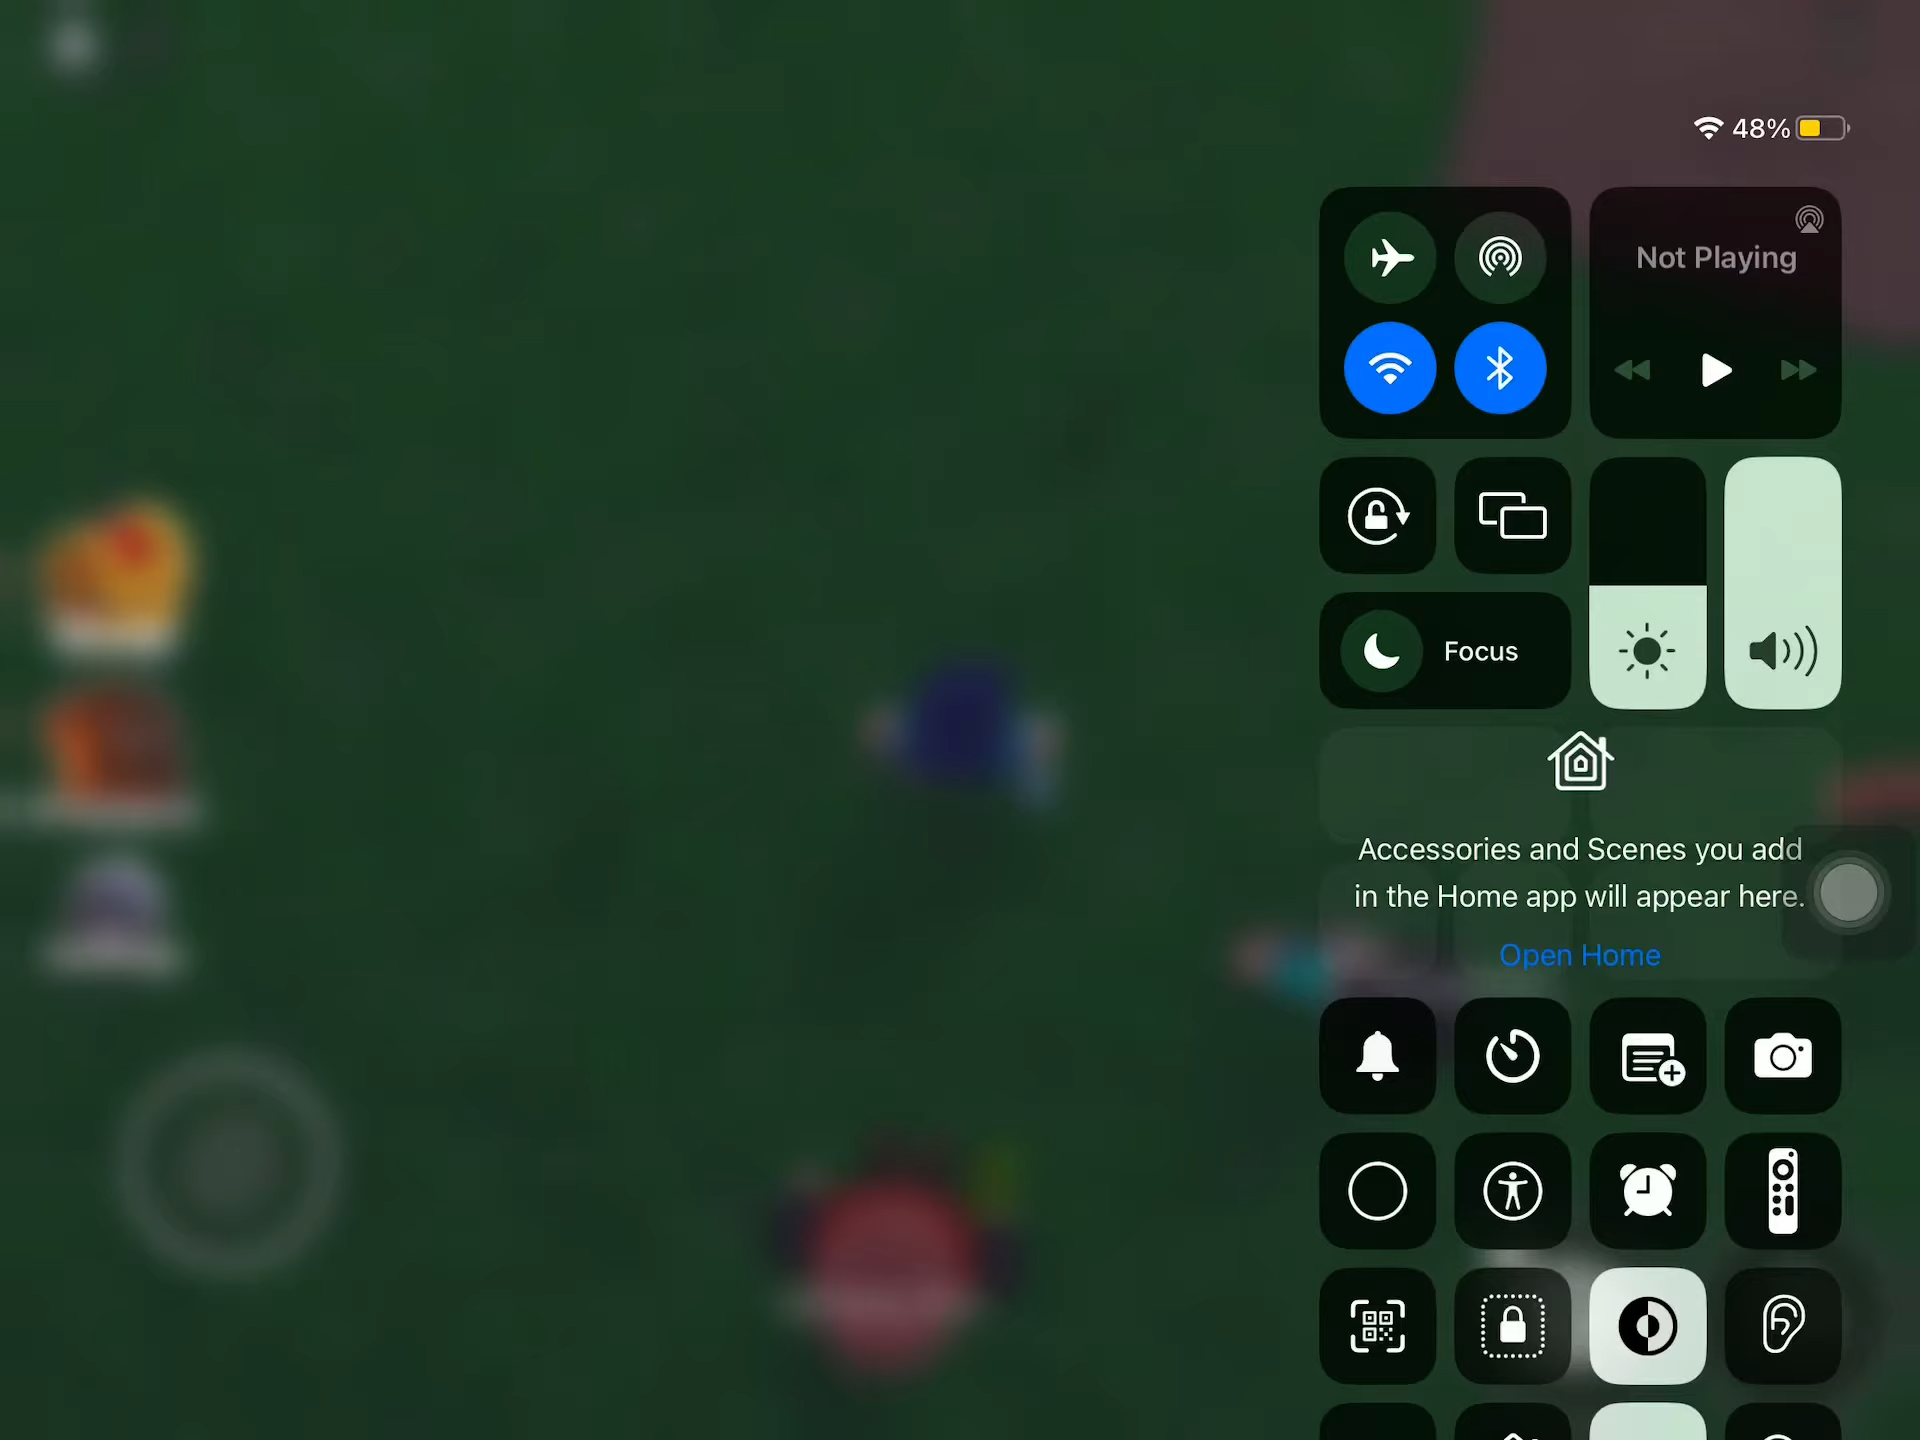 48%
Not Playing
Focus
Accessories and Scenes you add
in the Home app will appear here.
Open Home